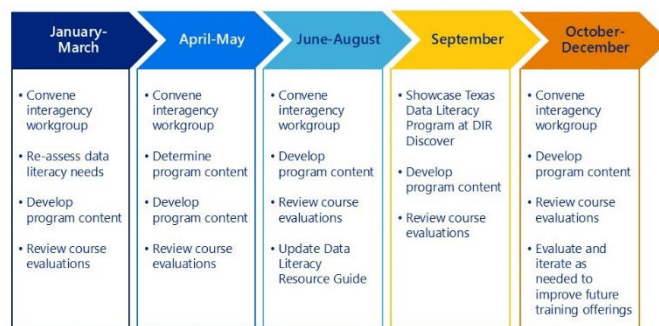 January-
March
• Convene
interagency
workgroup
• Re-assess data
literacy needs
• Develop
program content
• Review course
evaluations
April-May
• Convene
interagency
workgroup
• Determine
program content
• Develop
program content
• Review course
evaluations
June-August
• Convene
interagency
workgroup
• Develop
program content
• Review course
evaluations
• Update Data
Literacy
Resource Guide
September
• Showcase Texas
Data Literacy
Program at DIR
Discover
• Develop
program content
• Review course
evaluations
October-
December
• Convene
interagency
workgroup
• Develop
program content
• Review course
evaluations
• Evaluate and
iterate as
needed to
improve future
training offerings